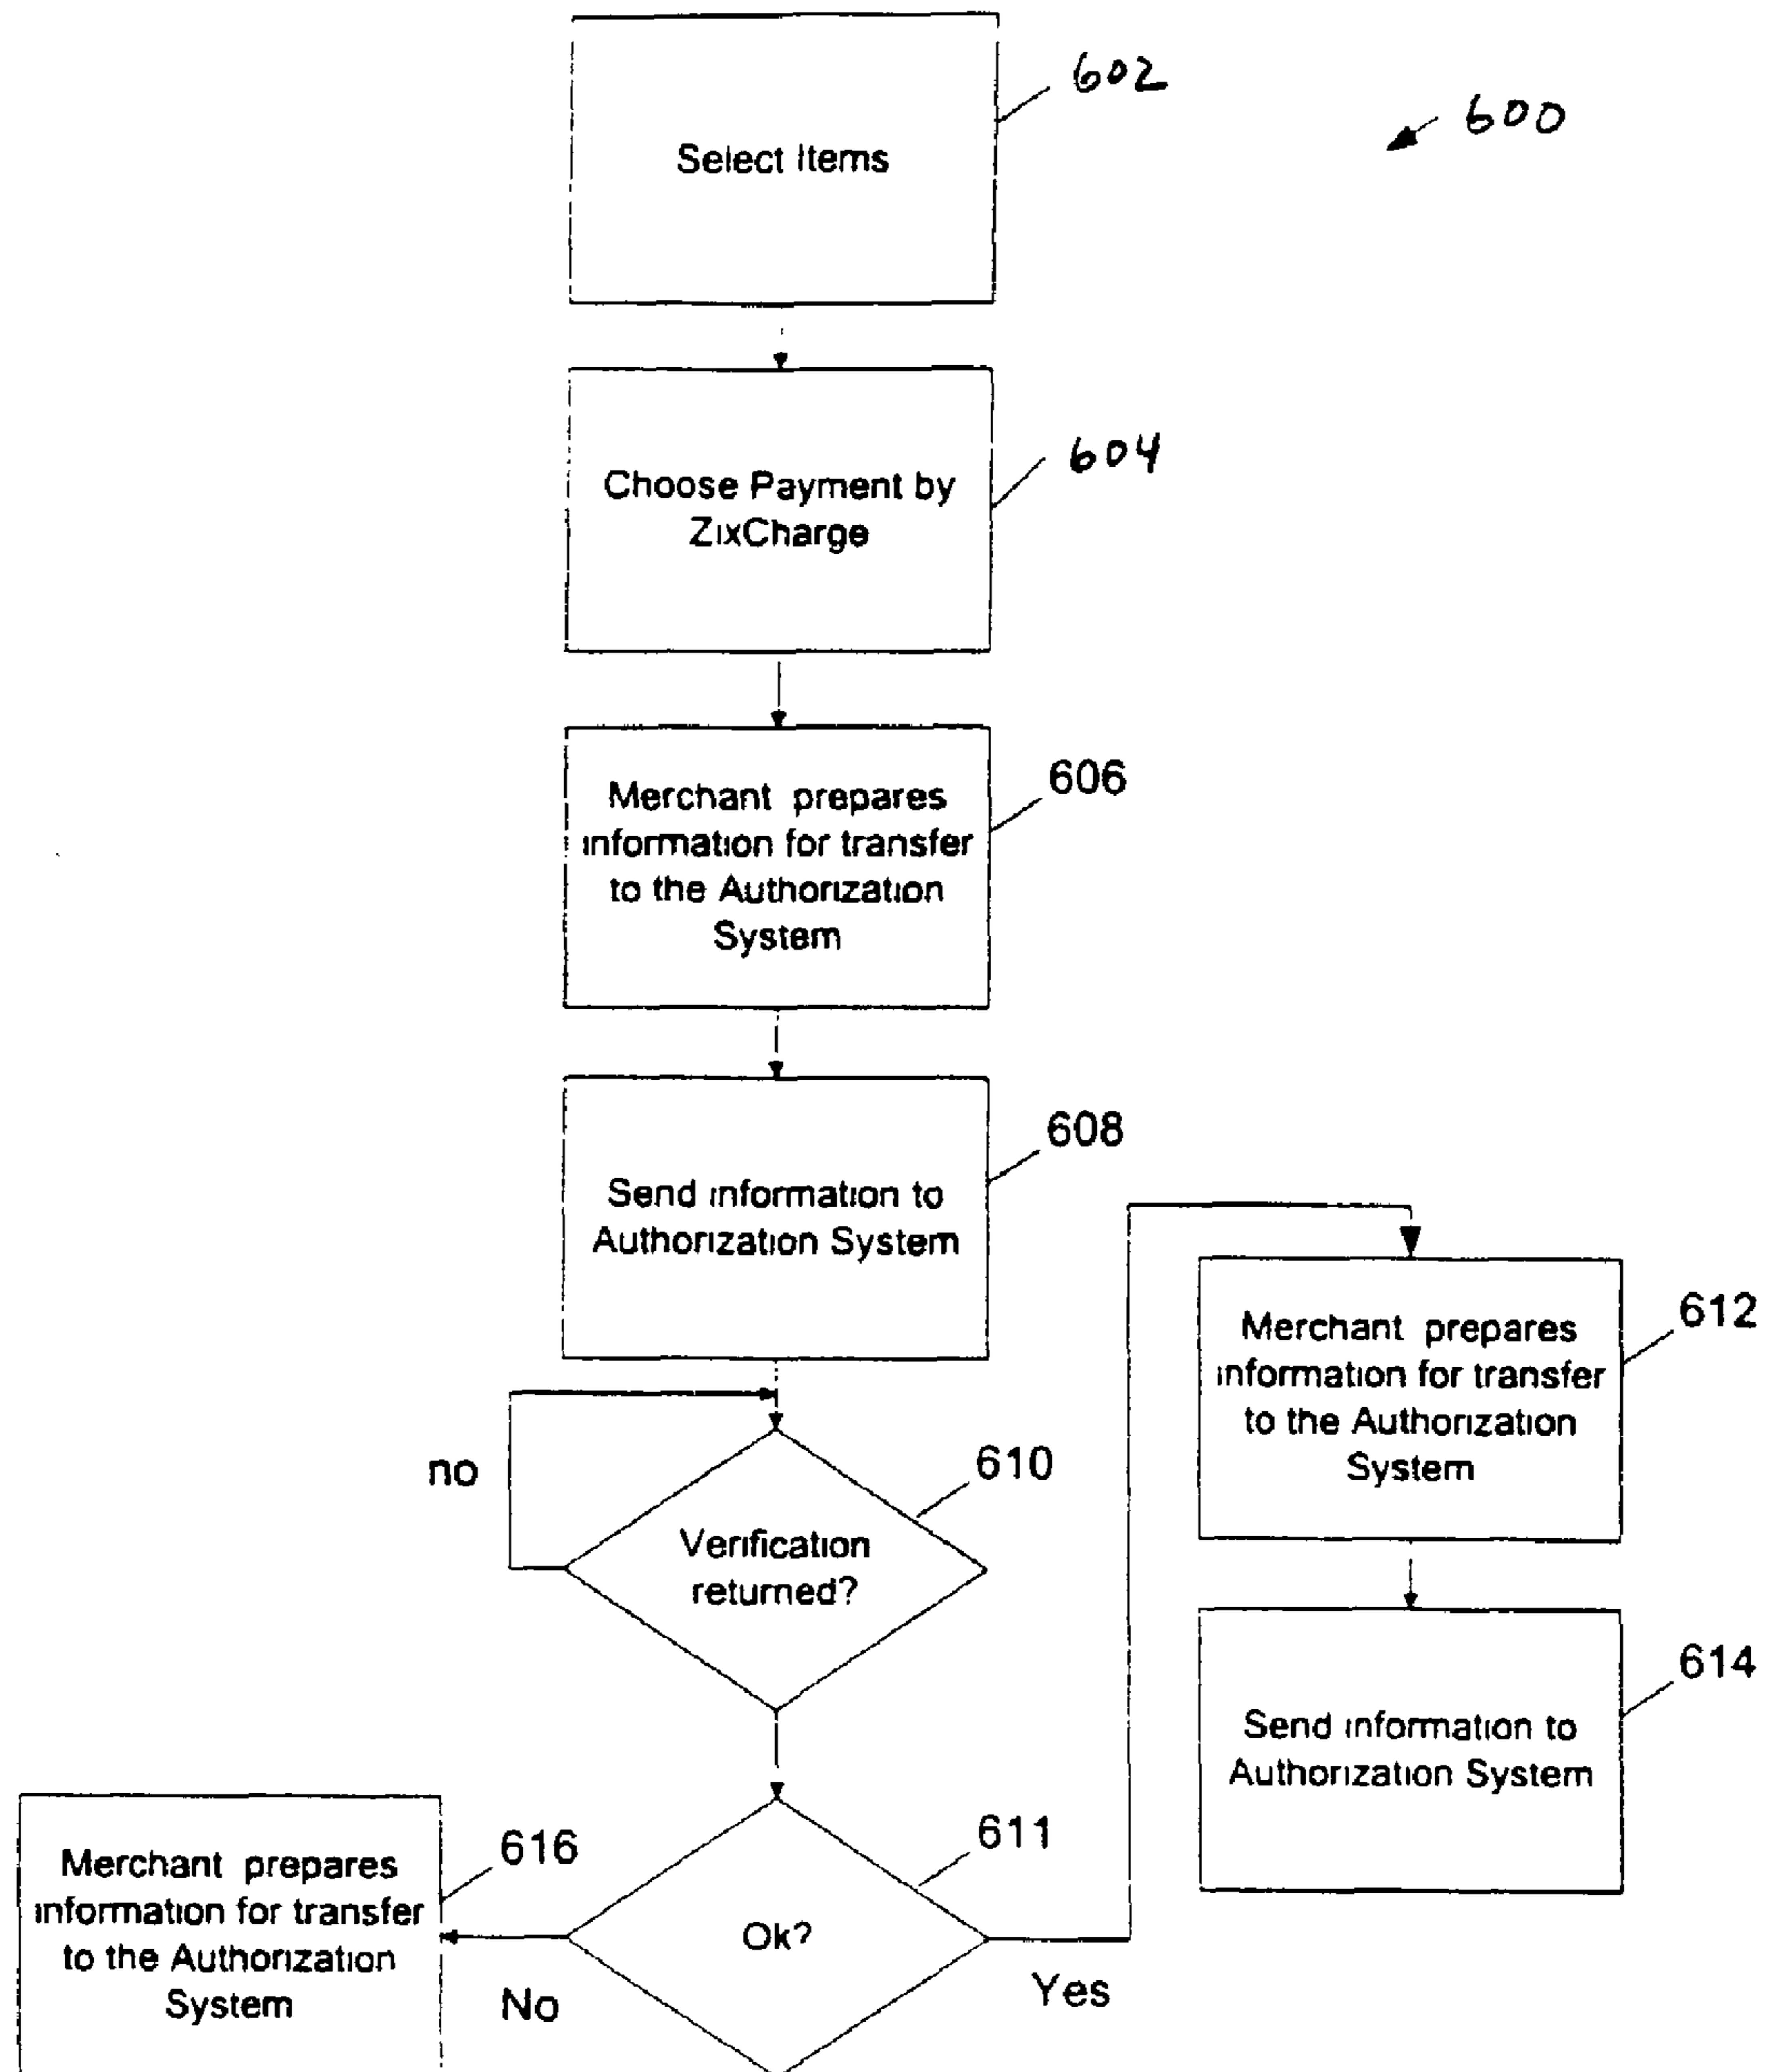 602
600
Select Items
604
Choose Payment by
ZixCharge
606
Merchant prepares
information for transfer
to the Authorization
System
608
Send information to
Authorization System
612
Merchant prepares
information for transfer
to the Authorization
System
no
610
Verification
returned?
614
Send information to
Authorization System
616
Merchant prepares
information for transfer
to the Authorization
System
611
Ok?
No
Yes